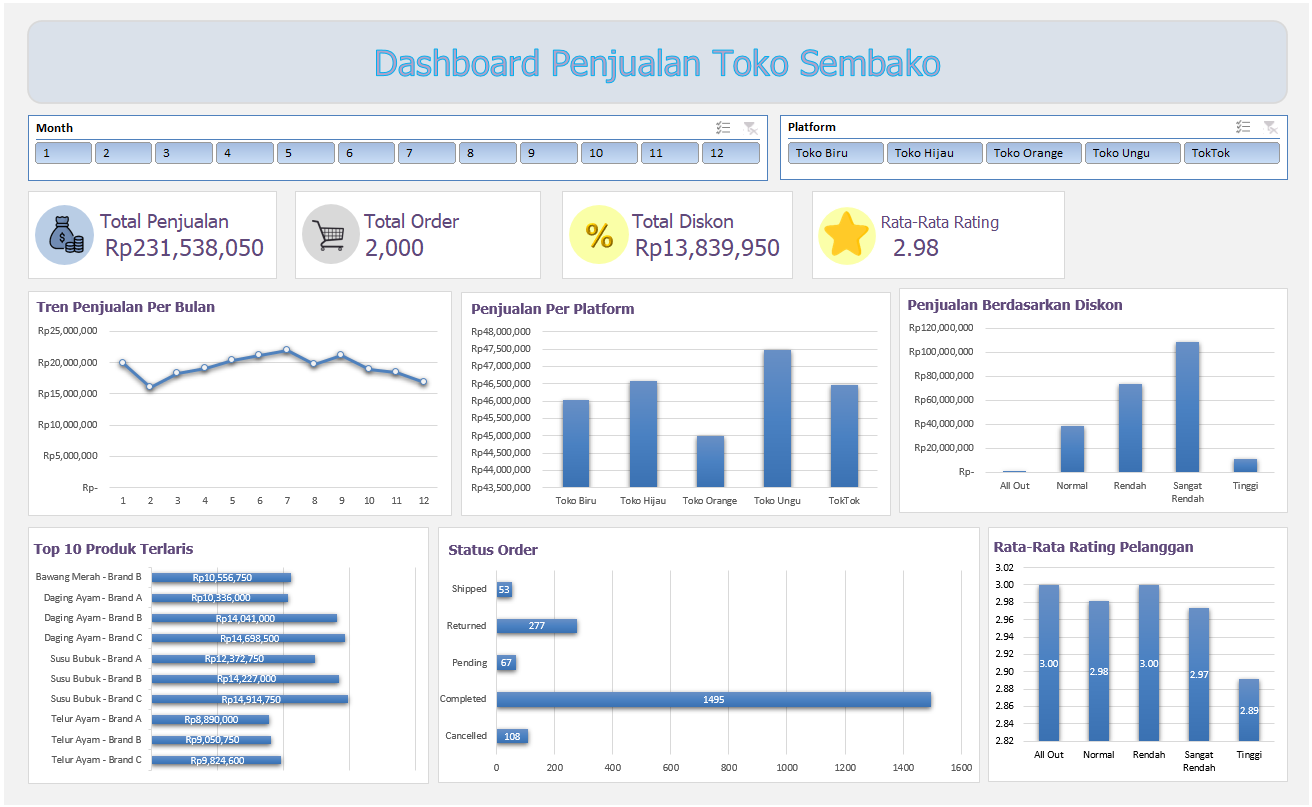 Dashboard Penjualan Toko Sembako
Month
1 2 3 4 5 6 7 8 9 10 11 12
Platform
Toko Biru Toko Hijau Toko Orange Toko Ungu TokTok
$
Total Penjualan
Rp231,538,050
Total Order
2,000
%
Total Diskon
Rp13,839,950
Rata-Rata Rating
2.98
Tren Penjualan Per Bulan
Rp25,000,000
Rp20,000,000
Rp15,000,000
Rp10,000,000
Rp5,000,000
Rp-
1 2 3 4 5 6 7 8 9 10 11 12
Penjualan Per Platform
Rp48,000,000
Rp47,500,000
Rp47,000,000
Rp46,500,000
Rp46,000,000
Rp45,500,000
Rp45,000,000
Rp44,500,000
Rp44,000,000
Rp43,500,000
Toko Biru Toko Hijau Toko Orange Toko Ungu TokTok
Penjualan Berdasarkan Diskon
Rp120,000,000
Rp100,000,000
Rp80,000,000
Rp60,000,000
Rp40,000,000
Rp20,000,000
Rp-
All Out Normal Rendah Sangat Rendah Tinggi
Top 10 Produk Terlaris
Bawang Merah - Brand B Rp10,556,750
Daging Ayam - Brand A Rp10,336,000
Daging Ayam - Brand B Rp14,041,000
Daging Ayam - Brand C Rp14,698,500
Susu Bubuk - Brand A Rp12,372,750
Susu Bubuk - Brand B Rp14,227,000
Susu Bubuk - Brand C Rp14,914,750
Telur Ayam - Brand A Rp8,890,000
Telur Ayam - Brand B Rp9,050,750
Telur Ayam - Brand C Rp9,824,600
Status Order
Shipped 53
Returned 277
Pending 67
Completed 1495
Cancelled 108
0 200 400 600 800 1000 1200 1400 1600
Rata-Rata Rating Pelanggan
3.02
3.00
2.98
2.96
2.94
2.92
2.90
2.88
2.86
2.84
2.82
3.00 2.98 3.00 2.97 2.89
All Out Normal Rendah Sangat Rendah Tinggi